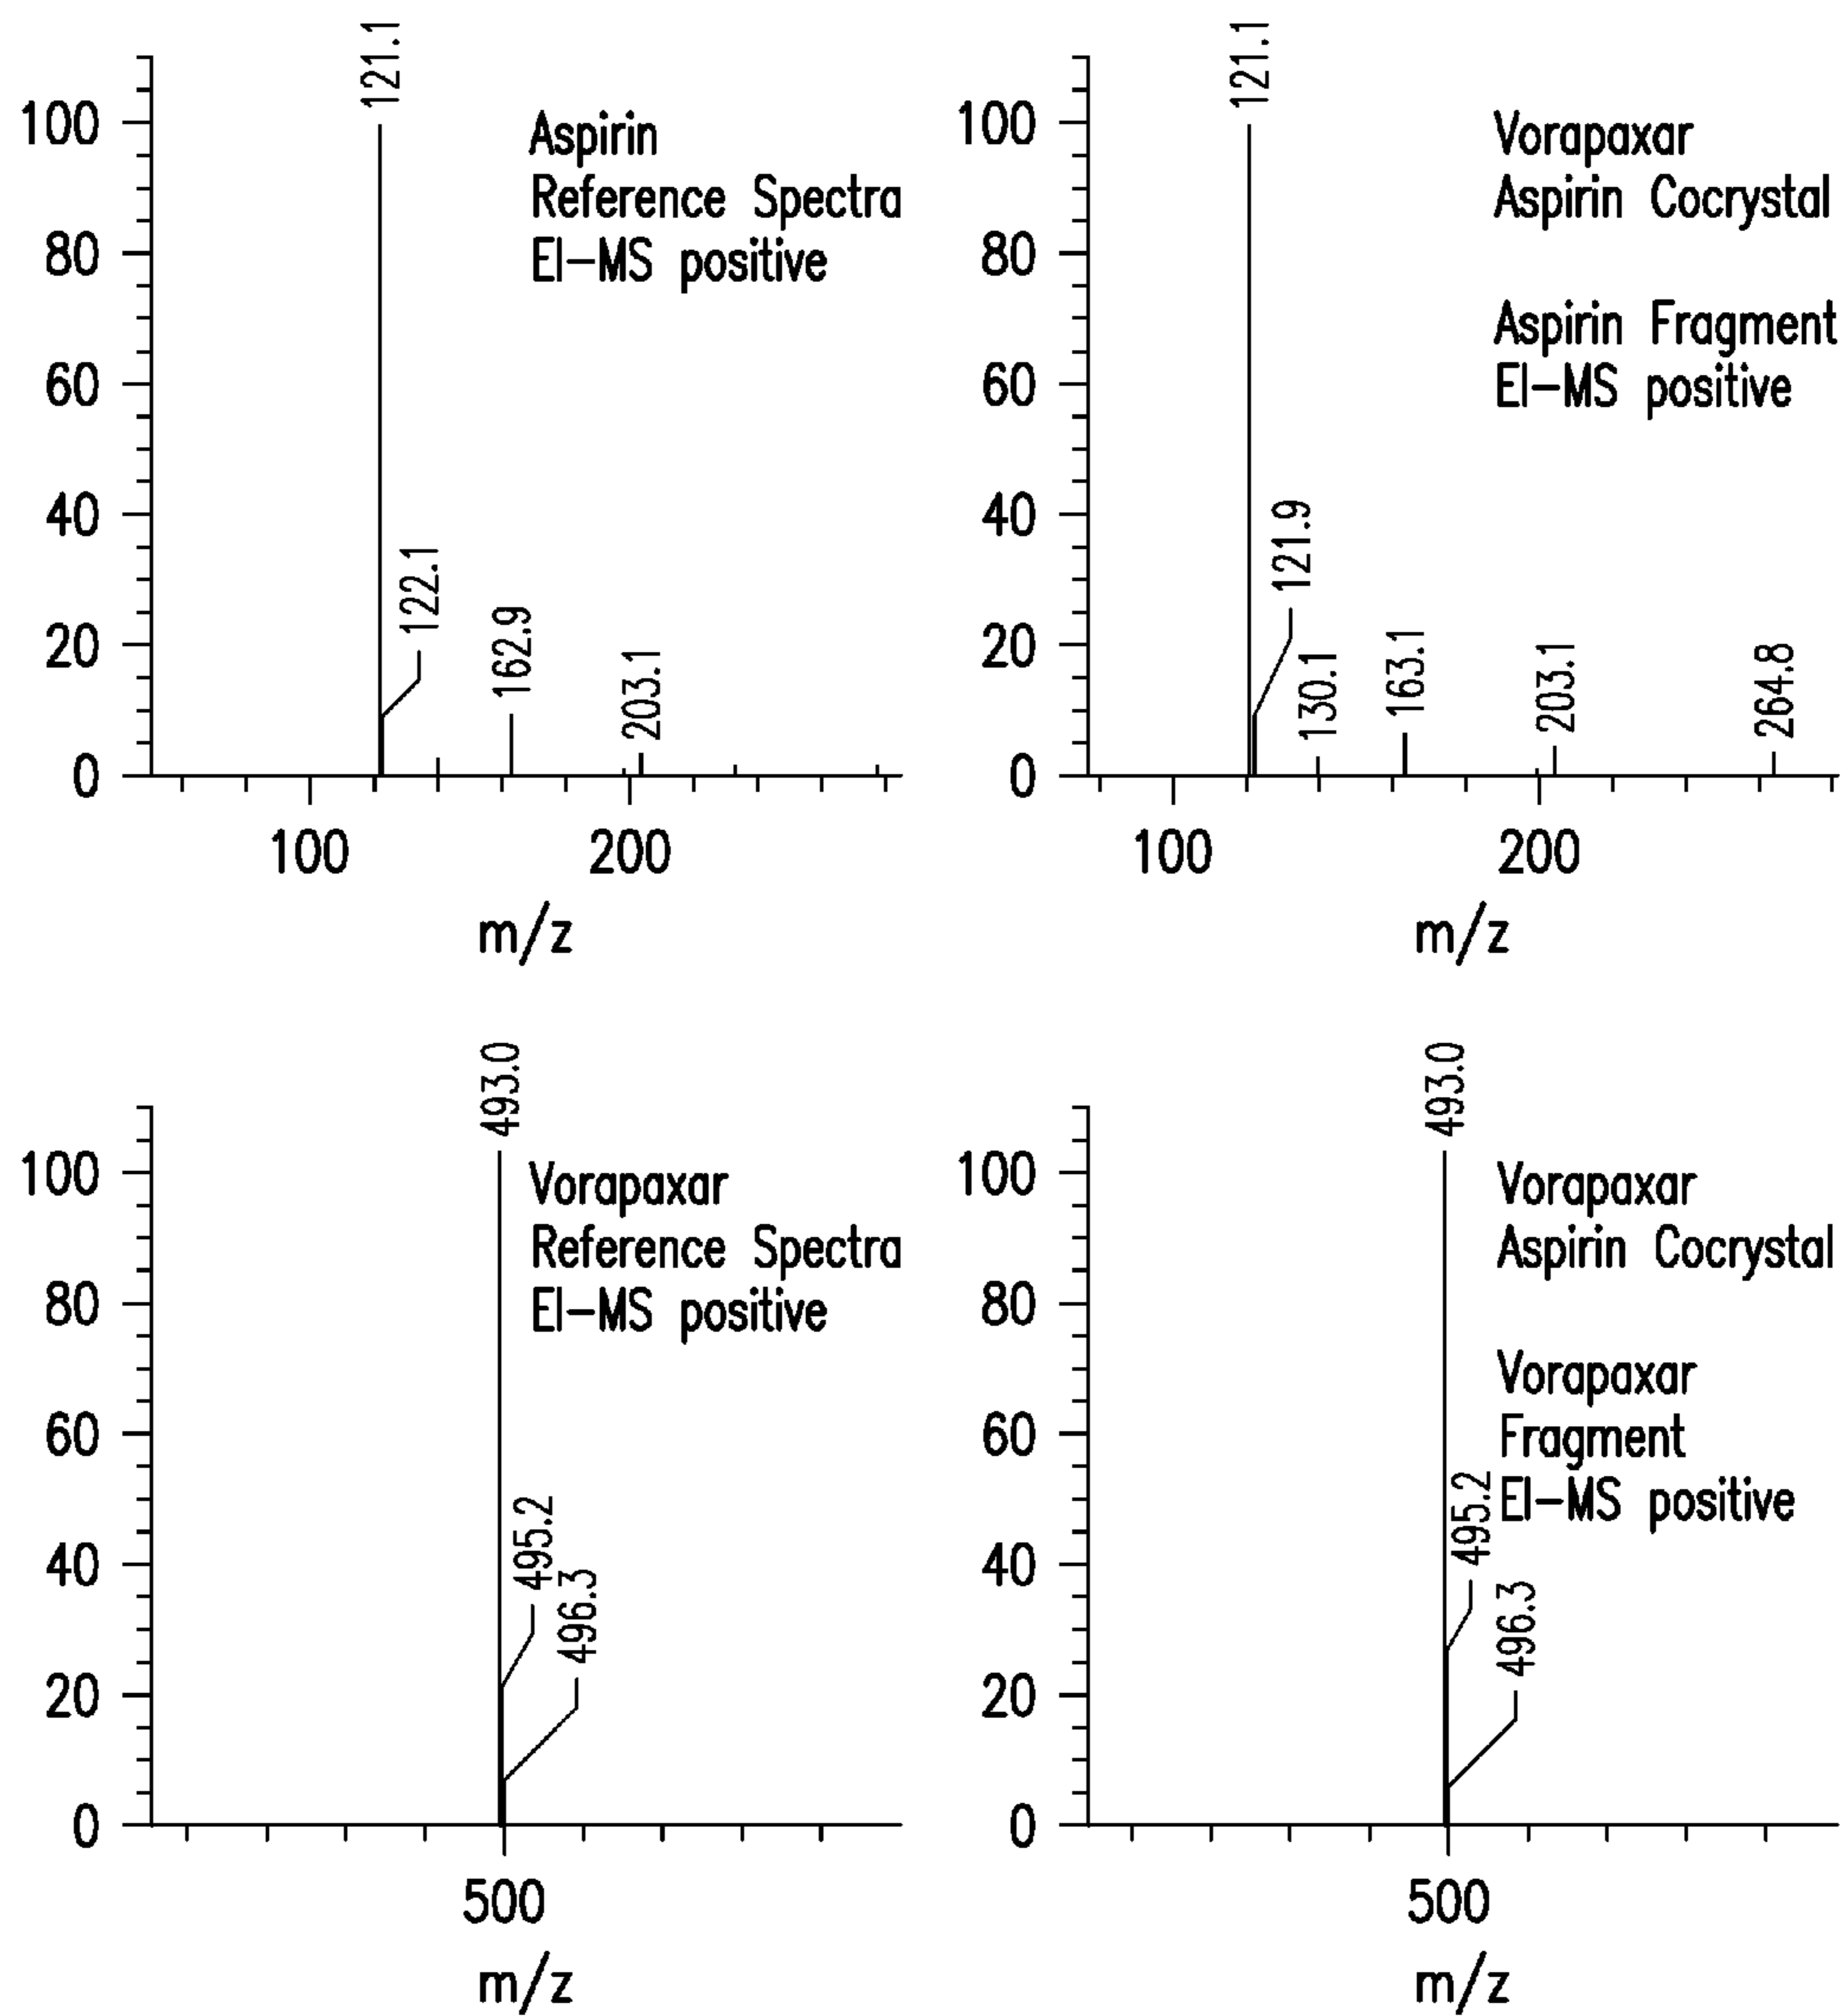 121.1
100
80
60
40
20
0
Aspirin
Reference Spectra
EI-MS positive
122.1
162.9
203.1
100 200
m/z
121.1
100
80
60
40
20
0
Vorapaxar
Aspirin Cocrystal
Aspirin Fragment
EI-MS positive
121.9
130.1
163.1
203.1
264.8
100 200
m/z
493.0
100
80
60
40
20
0
Vorapaxar
Reference Spectra
EI-MS positive
495.2
496.3
500
m/z
493.0
100
80
60
40
20
0
Vorapaxar
Aspirin Cocrystal
Vorapaxar
Fragment
EI-MS positive
495.2
496.3
500
m/z